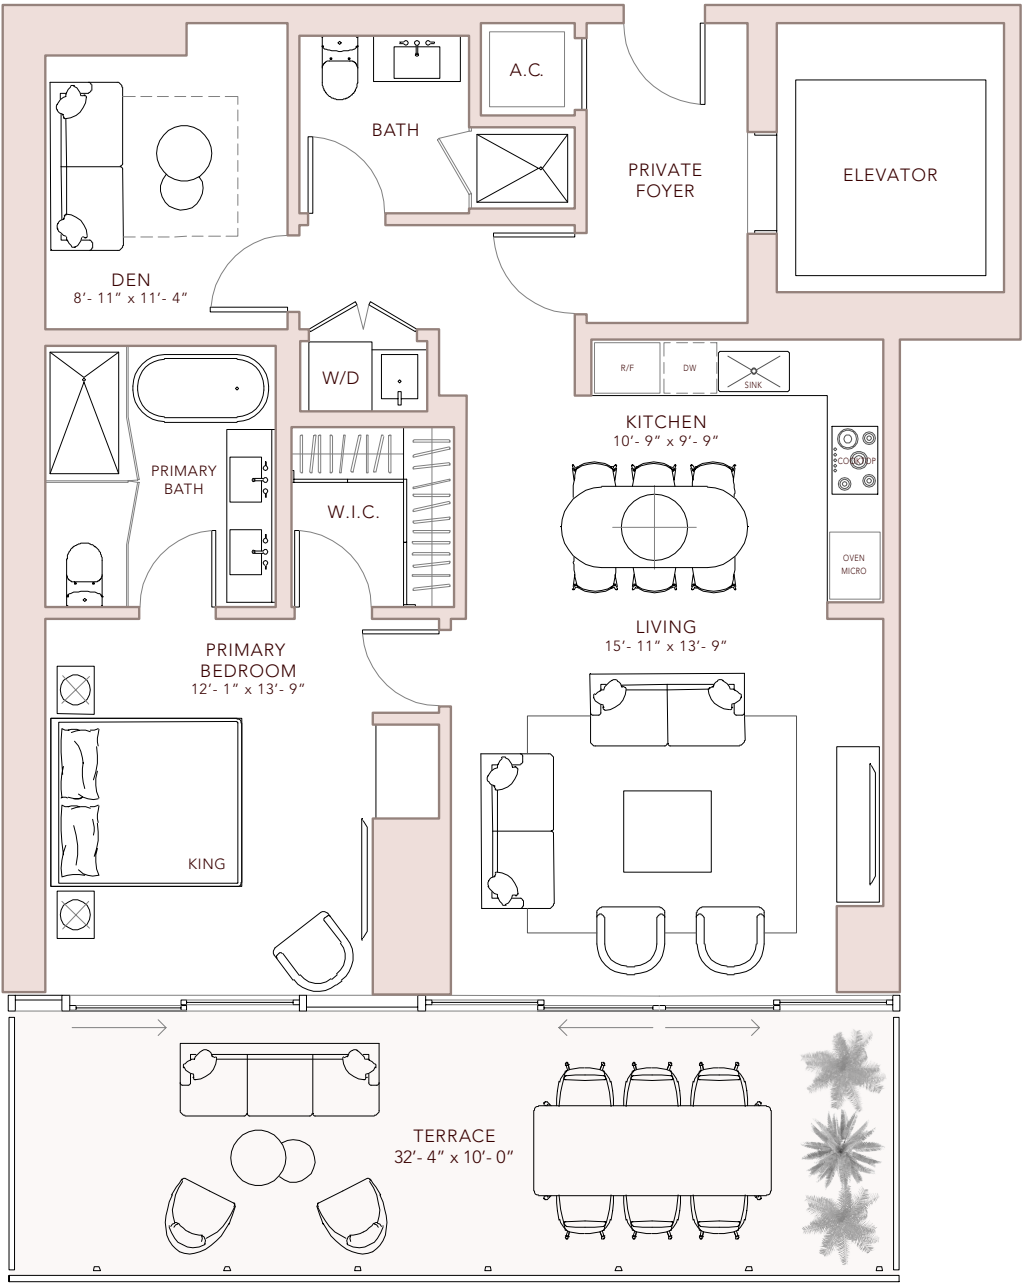 A.C.
BATH
PRIVATE
FOYER
ELEVATOR
DEN
8’- 11” x 11’- 4”
W/D
R/F
DW
SINK
KITCHEN
10’- 9” x 9’- 9”
COOKTOP
PRIMARY
BATH
W.I.C.
OVEN
MICRO
LIVING
15’- 11” x 13’- 9”
PRIMARY
BEDROOM
12’- 1” x 13’- 9”
KING
TERRACE
32’- 4” x 10’- 0”